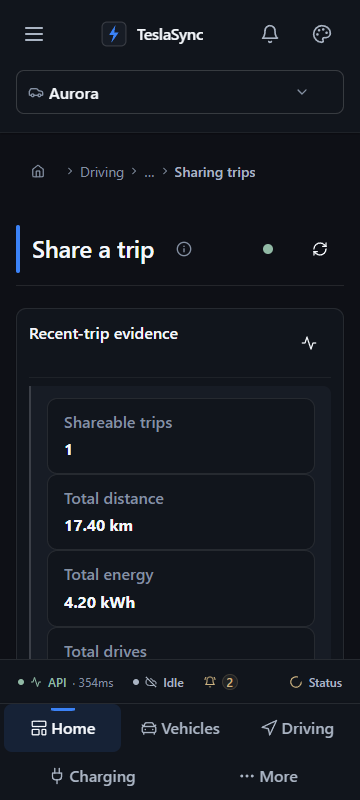 TeslaSync
Aurora
Driving ... Sharing trips
Share a trip
Recent-trip evidence
Shareable trips
1
Total distance
17.40 km
Total energy
4.20 kWh
Total drives
API · 354ms Idle 2 Status
Home Vehicles Driving
Charging More